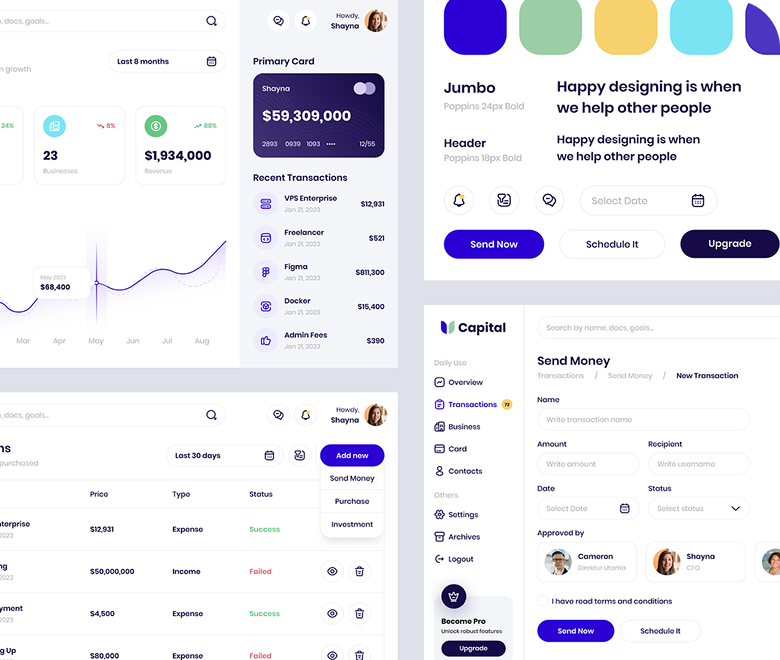 , docs, goals...
Howdy,
Shayna
growth
Last 8 months
24%
8%
23
Businesses
88%
$1,934,000
Revenue
May 2023
$68,400
Mar
Apr
May
Jun
Jul
Aug
Primary Card
Shayna
$59,309,000
2893 0939 1093 ••••
12/55
Recent Transactions
VPS Enterprise
Jan 21, 2023
$12,931
Freelancer
Jan 21, 2023
$521
Figma
Jan 21, 2023
$811,300
Docker
Jan 21, 2023
$15,400
Admin Fees
Jan 21, 2023
$390
Jumbo
Poppins 24px Bold
Happy designing is when
we help other people
Header
Poppins 18px Bold
Happy designing is when
we help other people
Select Date
Send Now
Schedule It
Upgrade
, docs, goals...
Howdy,
Shayna
ns
purchased
Last 30 days
Add new
Send Money
Purchase
Investment
Price
Type
Status
terprise
2023
$12,931
Expense
Success
ng
2023
$50,000,000
Income
Failed
yment
2023
$4,500
Expense
Success
g Up
2023
$80,000
Expense
Failed
Capital
Daily Use
Overview
Transactions
72
Business
Card
Contacts
Others
Settings
Archives
Logout
Become Pro
Unlock robust features
Upgrade
Search by name, docs, goals...
Send Money
Transactions / Send Money / New Transaction
Name
Write transaction name
Amount
Write amount
Recipient
Write username
Date
Select Date
Status
Select status
Approved by
Cameron
Direktur Utama
Shayna
CFO
I have read terms and conditions
Send Now
Schedule It